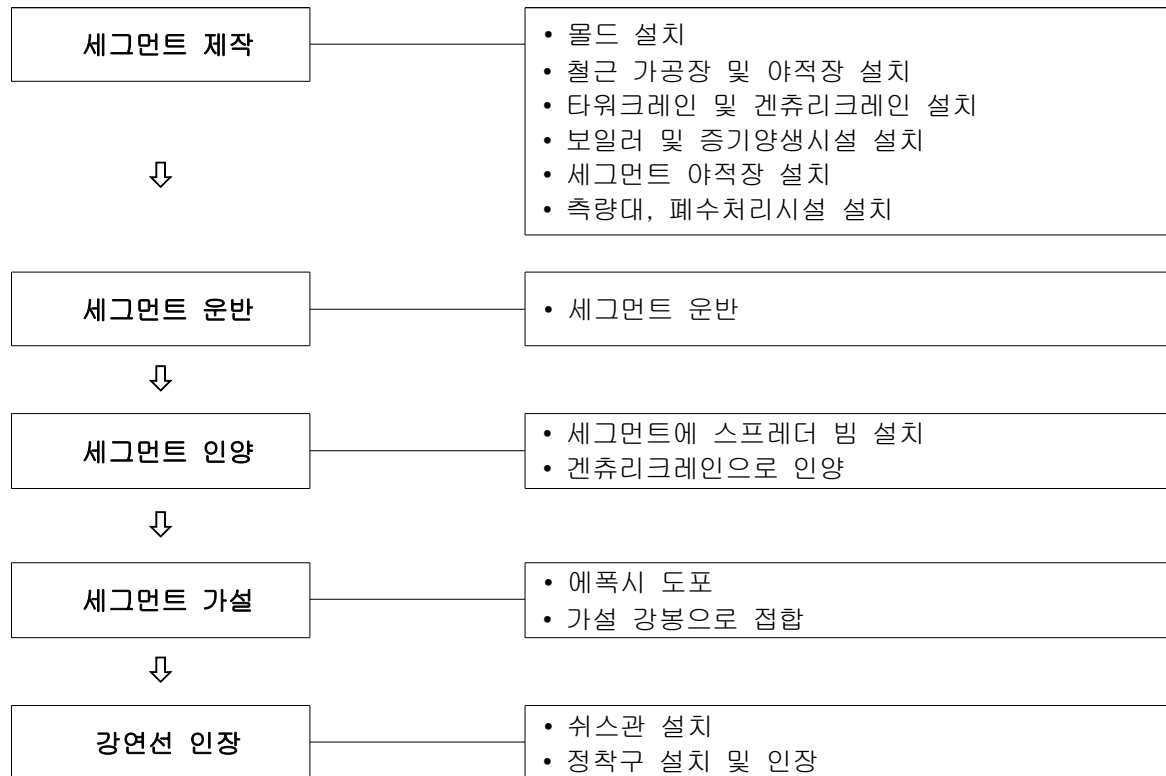 세그먼트 제작
• 몰드 설치
• 철근 가공장 및 야적장 설치
• 타워크레인 및 겐츄리크레인 설치
• 보일러 및 증기양생시설 설치
• 세그먼트 야적장 설치
• 측량대, 폐수처리시설 설치
⇩
세그먼트 운반
• 세그먼트 운반
⇩
세그먼트 인양
• 세그먼트에 스프레더 빔 설치
• 겐츄리크레인으로 인양
⇩
세그먼트 가설
• 에폭시 도포
• 가설 강봉으로 접합
⇩
강연선 인장
• 쉬스관 설치
• 정착구 설치 및 인장